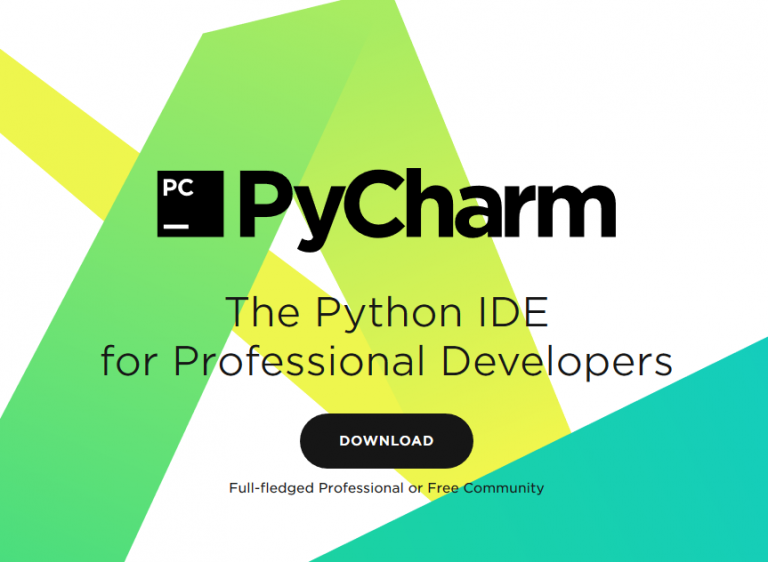 PC
PyCharm
The Python IDE
for Professional Developers
DOWNLOAD
Full-fledged Professional or Free Community